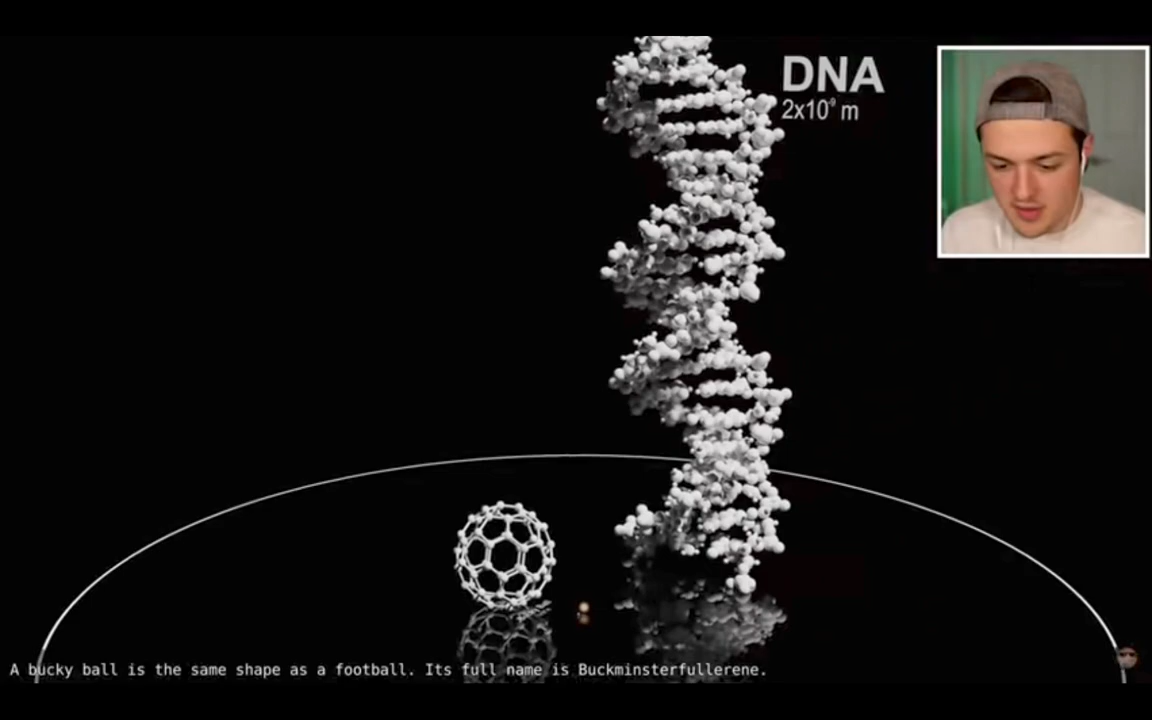 DNA
2x10⁻⁹ m
A bucky ball is the same shape as a football. Its full name is Buckminsterfullerene.